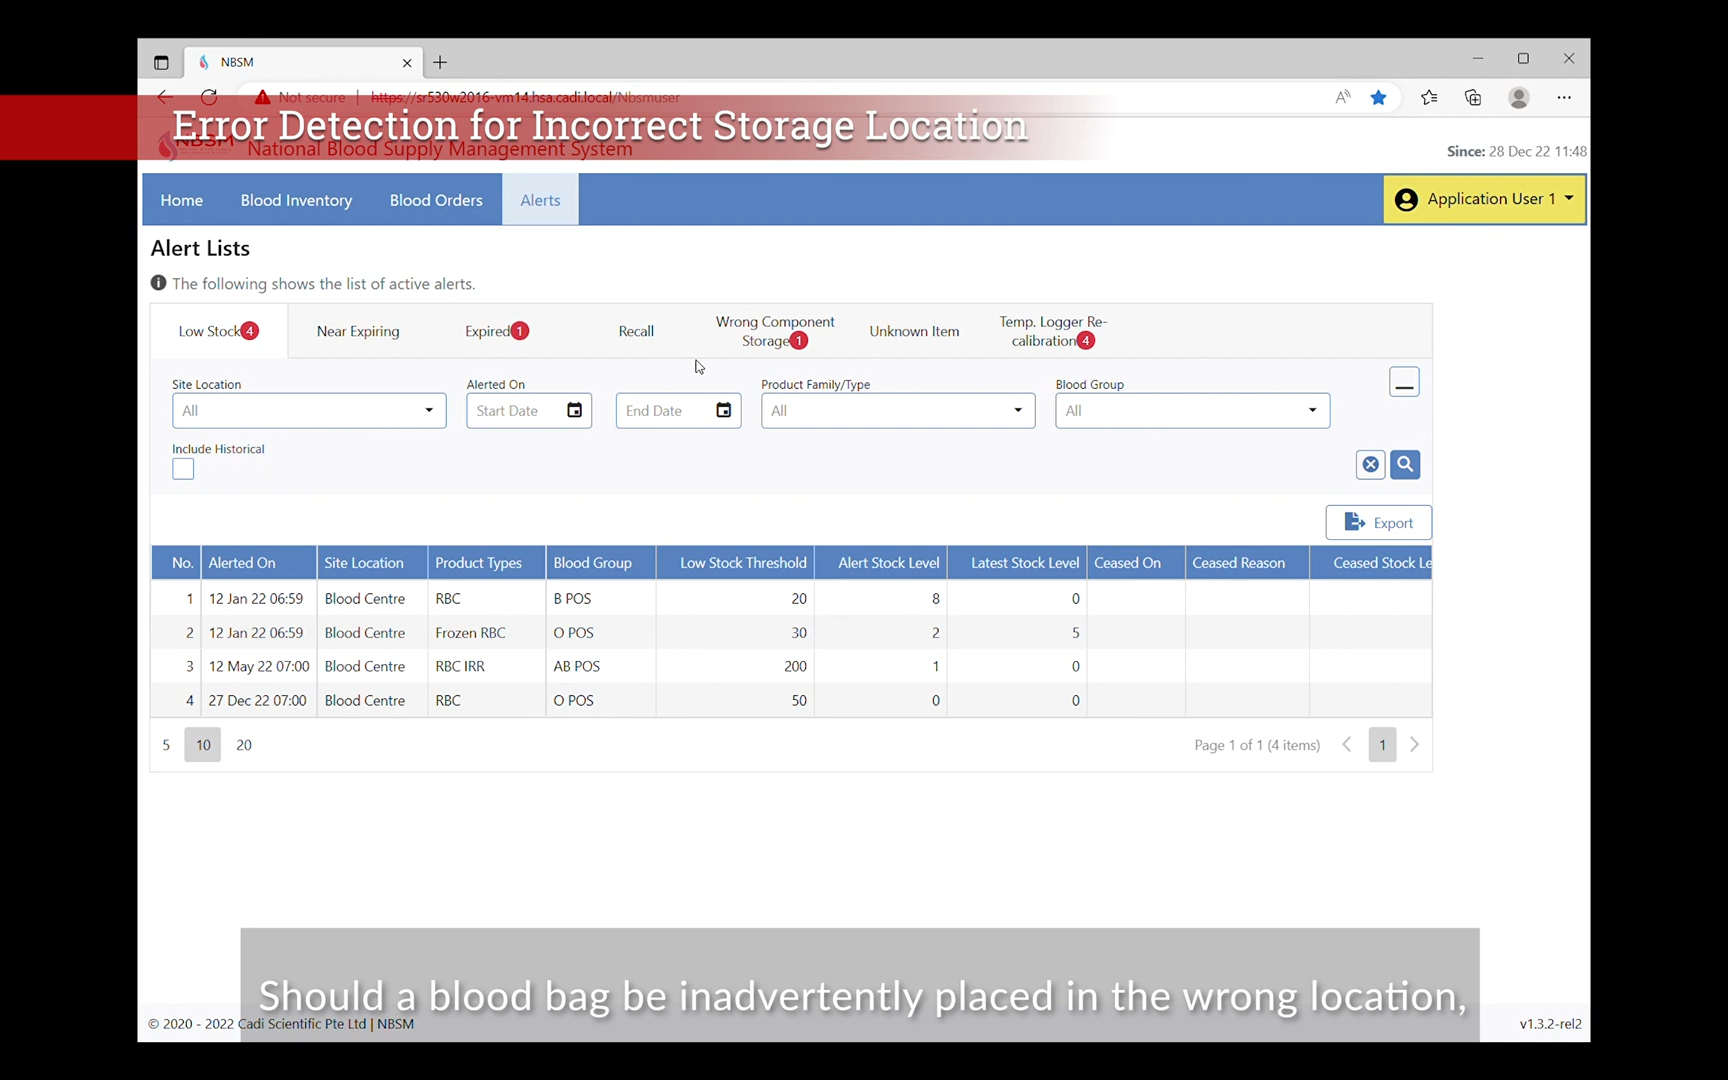 NBSM
Not secure | https://sr530w2016-vm14.hsa.cadi.local/Nbsmuser
Error Detection for Incorrect Storage Location
NBSM
National Blood Supply Management System
Since: 28 Dec 22 11:48
Home Blood Inventory Blood Orders Alerts Application User 1
Alert Lists
The following shows the list of active alerts.
Low Stock 4 Near Expiring Expired 1 Recall Wrong Component Storage 1 Unknown Item Temp. Logger Re-calibration 4
Site Location Alerted On Product Family/Type Blood Group
All Start Date End Date All All
Include Historical
Export
No. Alerted On Site Location Product Types Blood Group Low Stock Threshold Alert Stock Level Latest Stock Level Ceased On Ceased Reason Ceased Stock Le
1 12 Jan 22 06:59 Blood Centre RBC B POS 20 8 0
2 12 Jan 22 06:59 Blood Centre Frozen RBC O POS 30 2 5
3 12 May 22 07:00 Blood Centre RBC IRR AB POS 200 1 0
4 27 Dec 22 07:00 Blood Centre RBC O POS 50 0 0
5 10 20 Page 1 of 1 (4 items) 1
Should a blood bag be inadvertently placed in the wrong location,
© 2020 - 2022 Cadi Scientific Pte Ltd | NBSM v1.3.2-rel2